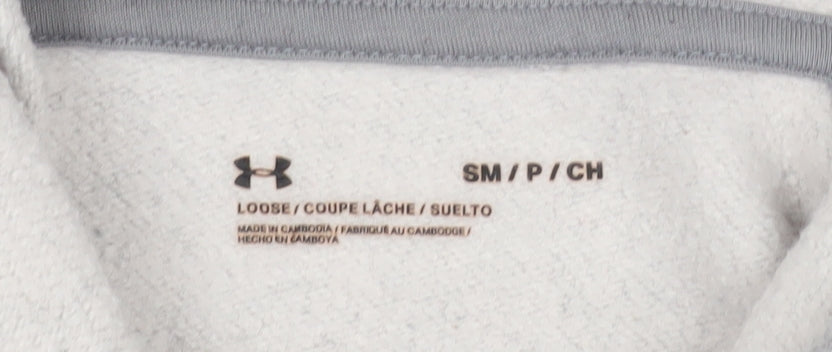 SM / P / CH
LOOSE / COUPE LÂCHE / SUELTO
MADE IN CAMBODIA / FABRIQUÉ AU CAMBODGE /
HECHO EN CAMBOYA